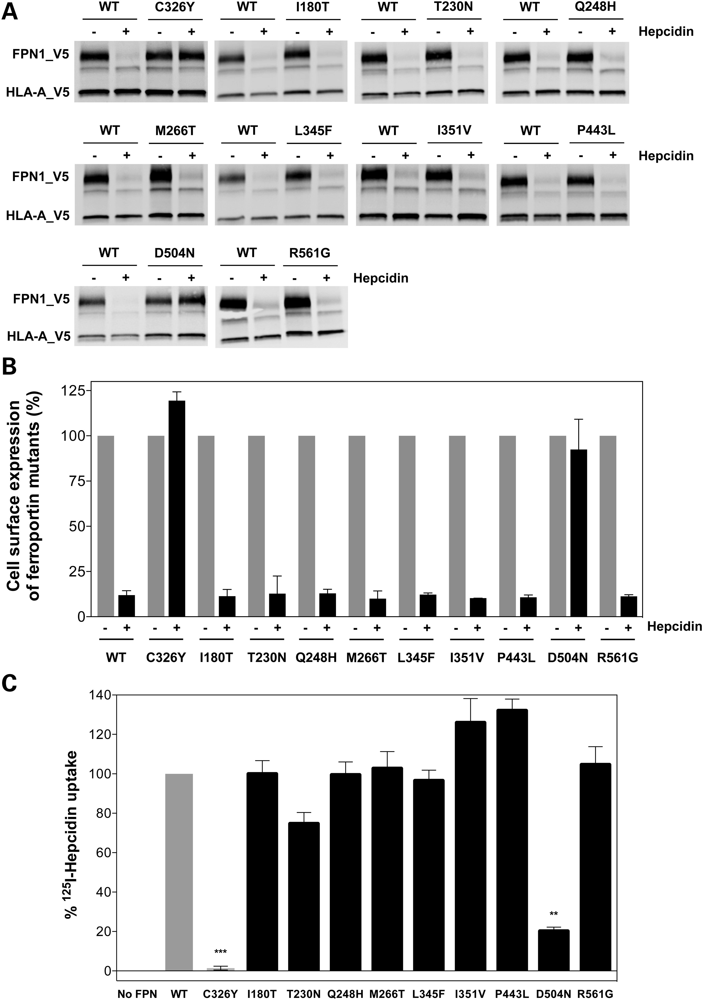 A
WT C326Y WT I180T WT T230N WT Q248H
- + - + - + - + - + - + - + - + Hepcidin
FPN1_V5
HLA-A_V5
WT M266T WT L345F WT I351V WT P443L
- + - + - + - + - + - + - + - + Hepcidin
FPN1_V5
HLA-A_V5
WT D504N WT R561G
- + - + - + - + Hepcidin
FPN1_V5
HLA-A_V5
B
Cell surface expression
of ferroportin mutants (%)
125
100
75
50
25
0
- + - + - + - + - + - + - + - + - + - + - + Hepcidin
WT C326Y I180T T230N Q248H M266T L345F I351V P443L D504N R561G
C
% 125I-Hepcidin uptake
140
120
100
80
60
40
20
0
***
**
No FPN WT C326Y I180T T230N Q248H M266T L345F I351V P443L D504N R561G